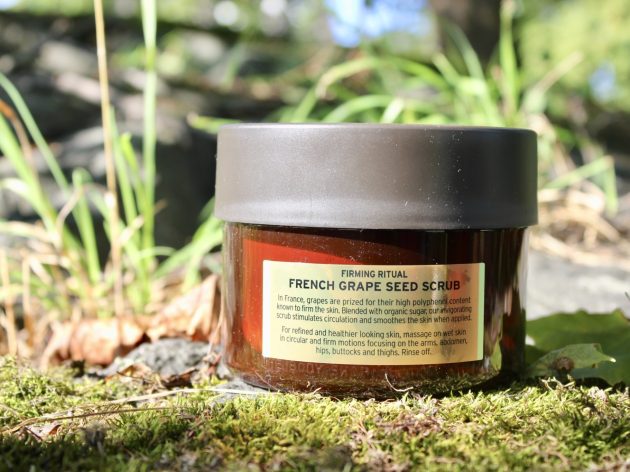 FIRMING RITUAL
FRENCH GRAPE SEED SCRUB
In France, grapes are prized for their high polyphenol content
known to firm the skin. Blended with organic sugar, our invigorating
scrub stimulates circulation and smoothes the skin when applied.
For refined and healthier looking skin, massage on wet skin
in circular and firm motions focusing on the arms, abdomen,
hips, buttocks and thighs. Rinse off.
BODY